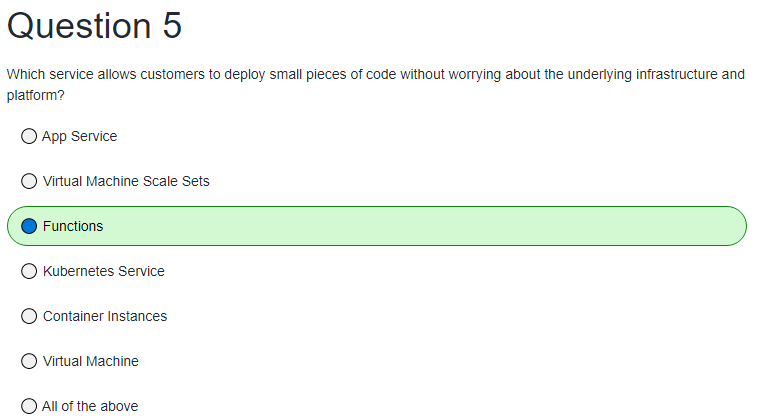 Question 5
Which service allows customers to deploy small pieces of code without worrying about the underlying infrastructure and
platform?
App Service
Virtual Machine Scale Sets
Functions
Kubernetes Service
Container Instances
Virtual Machine
All of the above